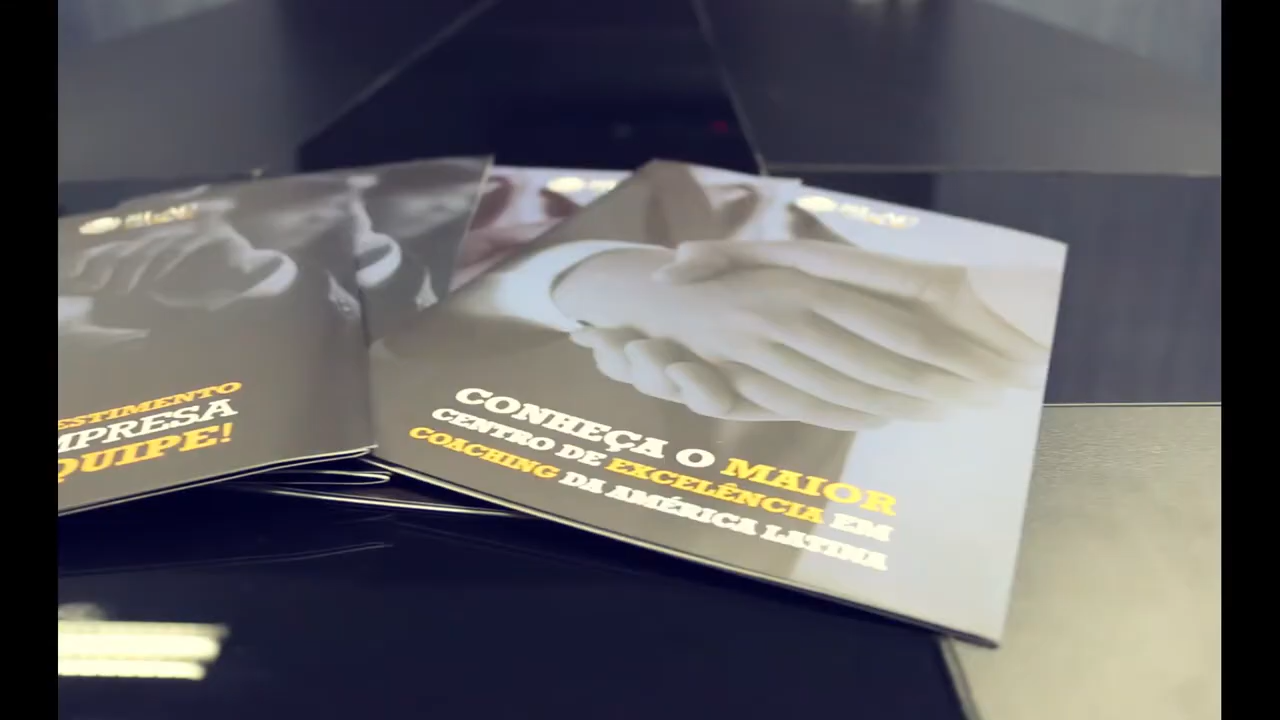 ESTIMENTO
MPRESA
QUIPE!
CONHEÇA O MAIOR
CENTRO DE EXCELÊNCIA EM
COACHING DA AMÉRICA LATINA